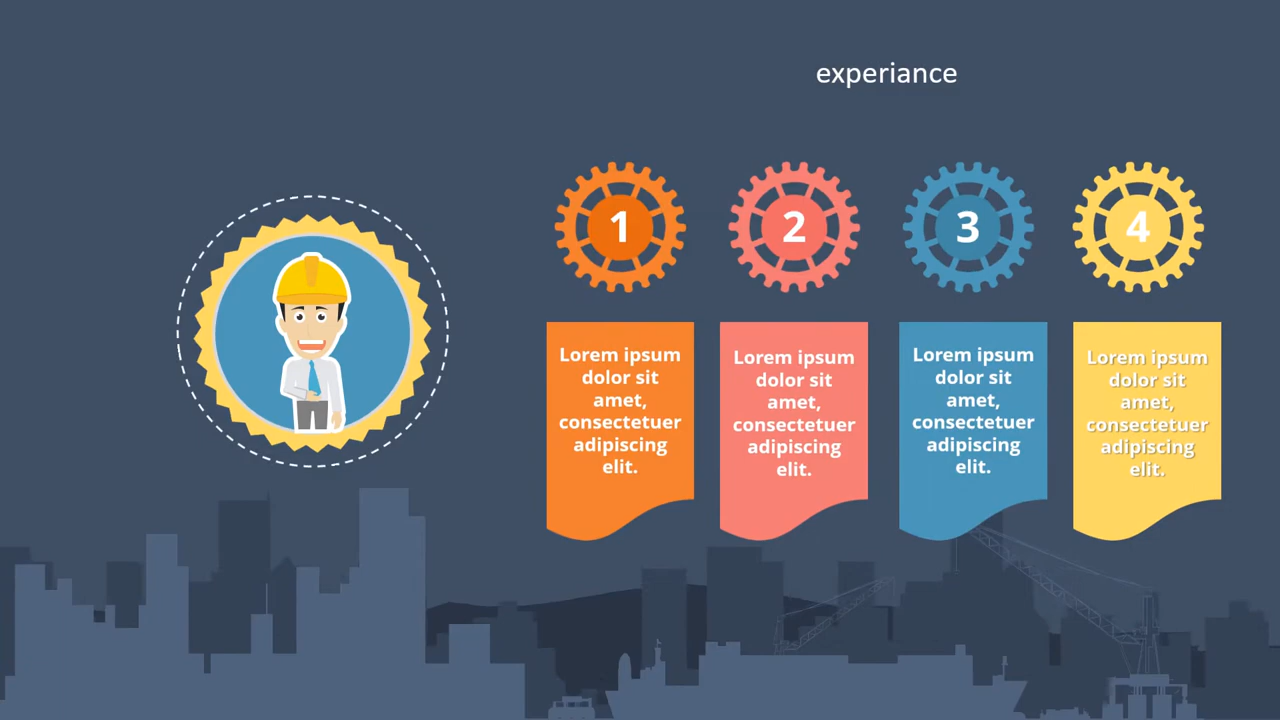 experiance
1
2
3
4
Lorem ipsum
dolor sit
amet,
consectetuer
adipiscing
elit.
Lorem ipsum
dolor sit
amet,
consectetuer
adipiscing
elit.
Lorem ipsum
dolor sit
amet,
consectetuer
adipiscing
elit.
Lorem ipsum
dolor sit
amet,
consectetuer
adipiscing
elit.